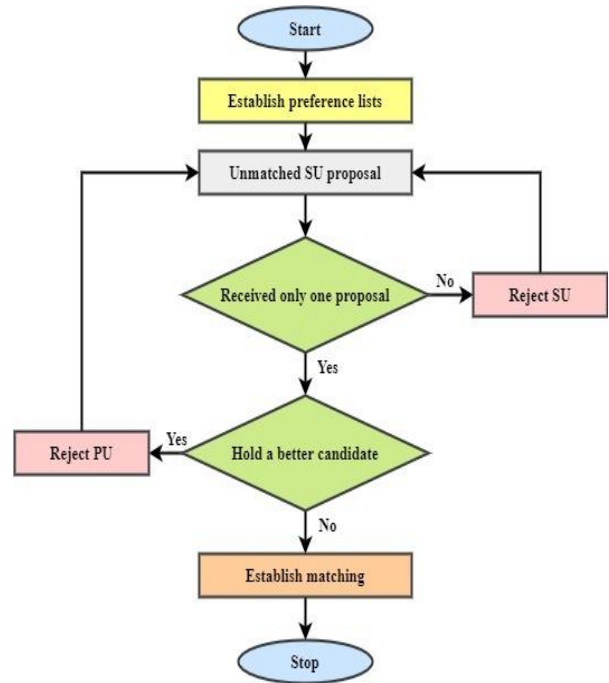 Start
Establish preference lists
Unmatched SU proposal
Received only one proposal
No
Reject SU
Yes
Hold a better candidate
Yes
Reject PU
No
Establish matching
Stop